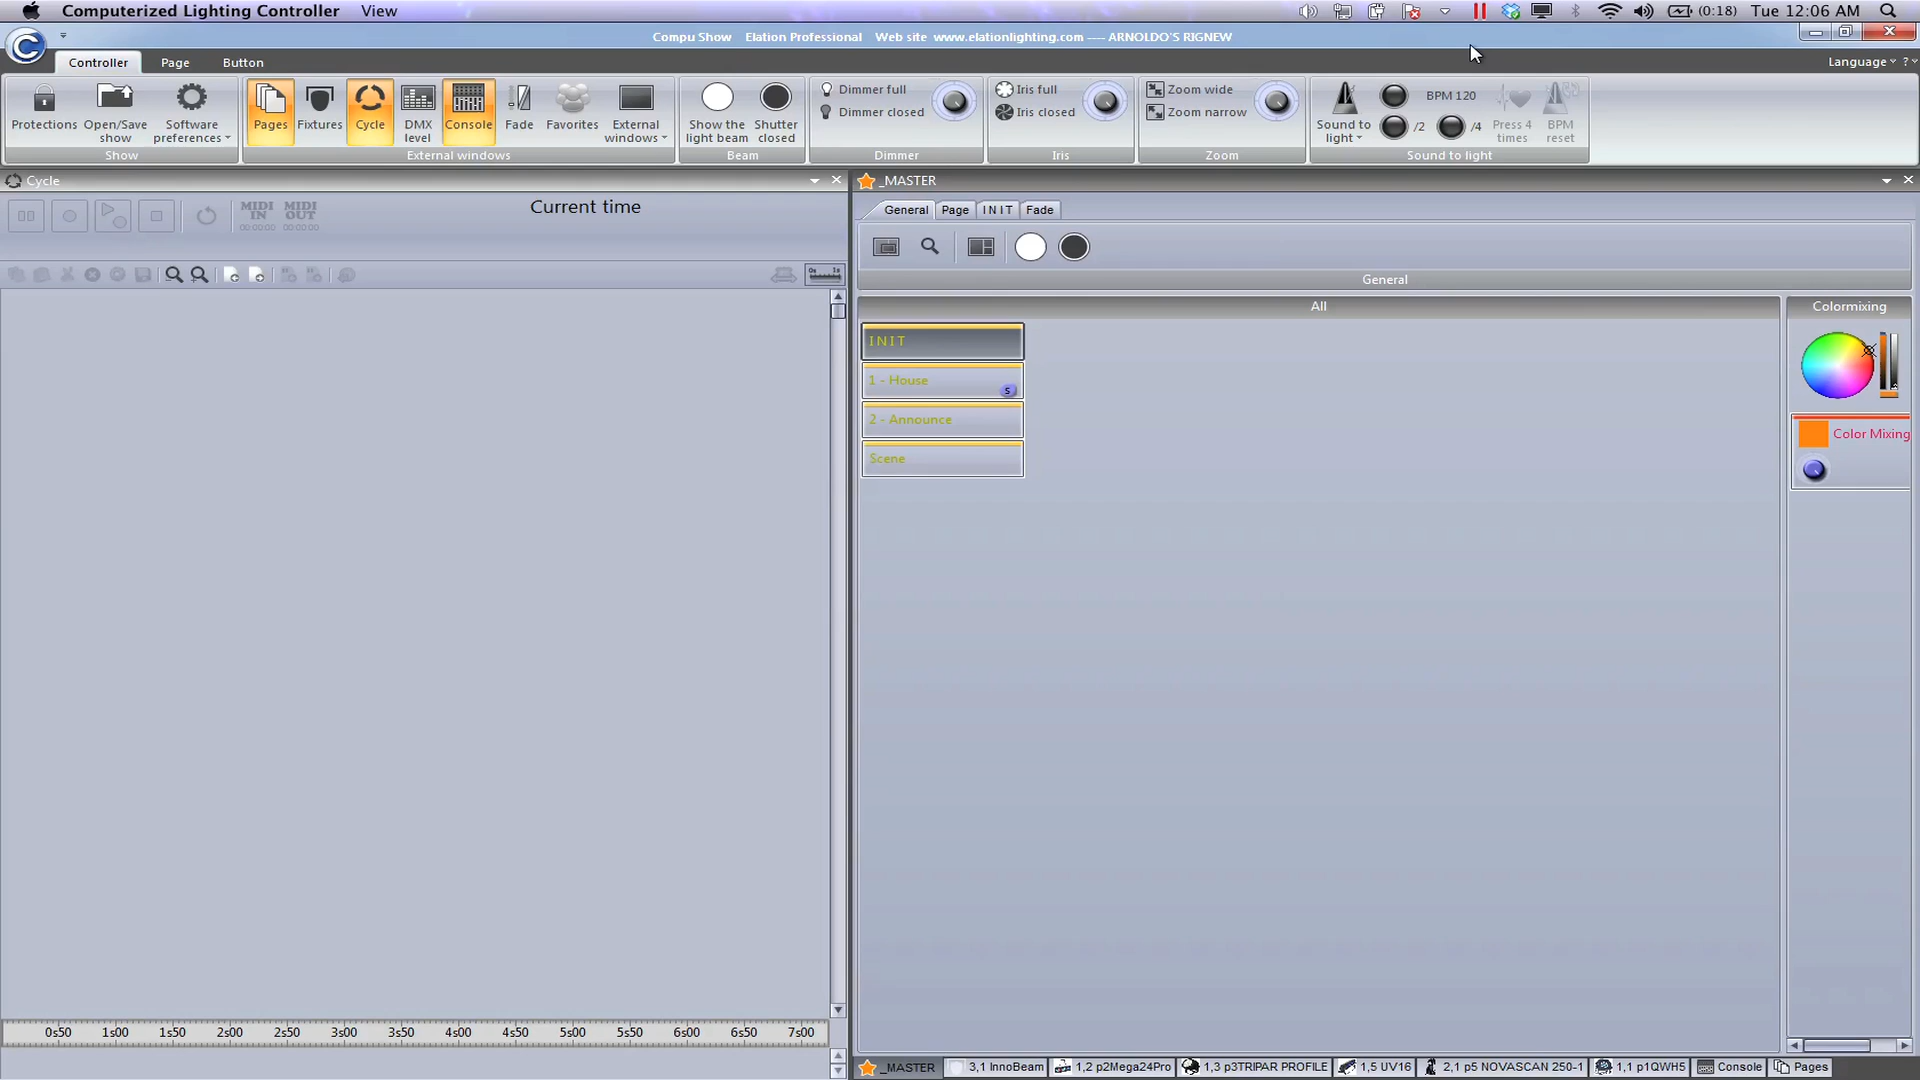 Computerized Lighting Controller View (0:18) Tue 12:06 AM
Compu Show Elation Professional Web site www.elationlighting.com ---- ARNOLDO'S RIGNEW
Controller Page Button Language ?
Protections Open/Save show Software preferences Pages Fixtures Cycle DMX level Console Fade Favorites External windows Show the light beam Shutter closed
Dimmer full Iris full Zoom wide BPM 120
Dimmer closed Iris closed Zoom narrow Sound to light /2 /4 Press 4 times BPM reset
Show External windows Beam Dimmer Iris Zoom Sound to light
Cycle _MASTER
MIDI IN 00:00:00 MIDI OUT 00:00:00 Current time General Page I N I T Fade
General
All Colormixing
I N I T
1 - House S
2 - Announce
Scene
Color Mixing
0s50 1s00 1s50 2s00 2s50 3s00 3s50 4s00 4s50 5s00 5s50 6s00 6s50 7s00
_MASTER 3,1 InnoBeam 1,2 p2Mega24Pro 1,3 p3TRIPAR PROFILE 1,5 UV16 2,1 p5 NOVASCAN 250-1 1,1 p1QWH5 Console Pages